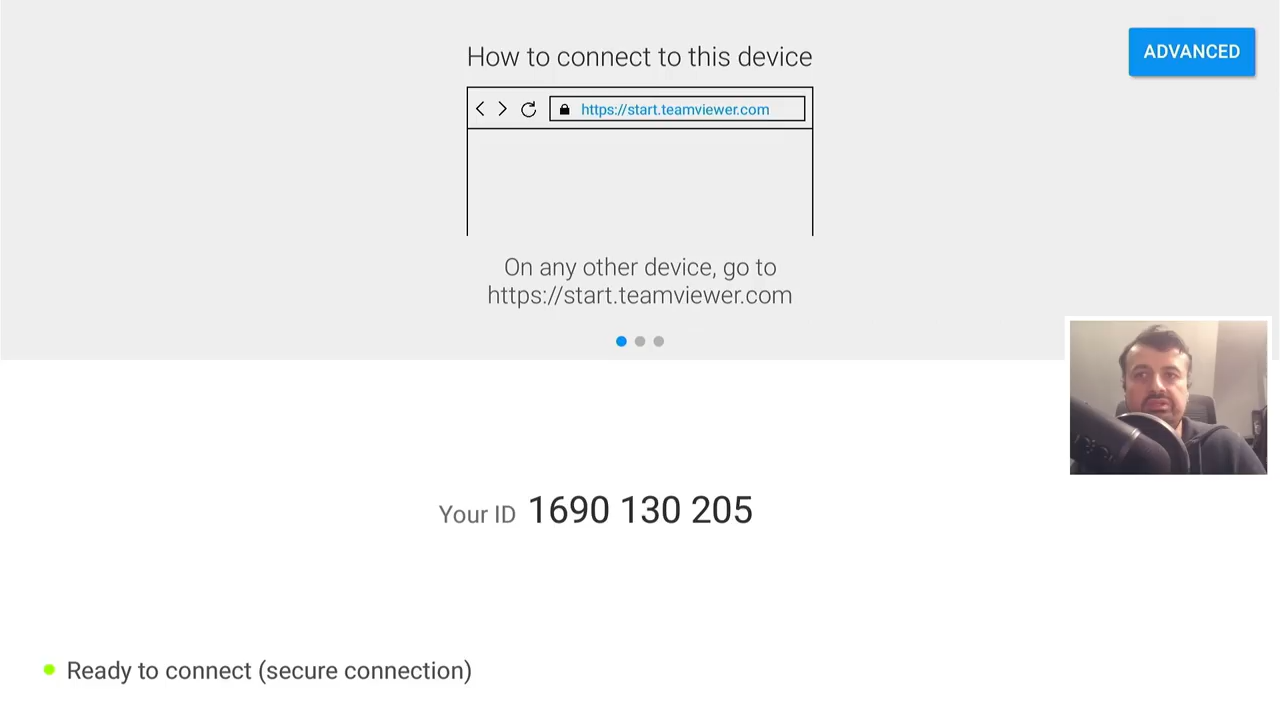 How to connect to this device
ADVANCED
https://start.teamviewer.com
On any other device, go to
https://start.teamviewer.com
Your ID 1690 130 205
Ready to connect (secure connection)